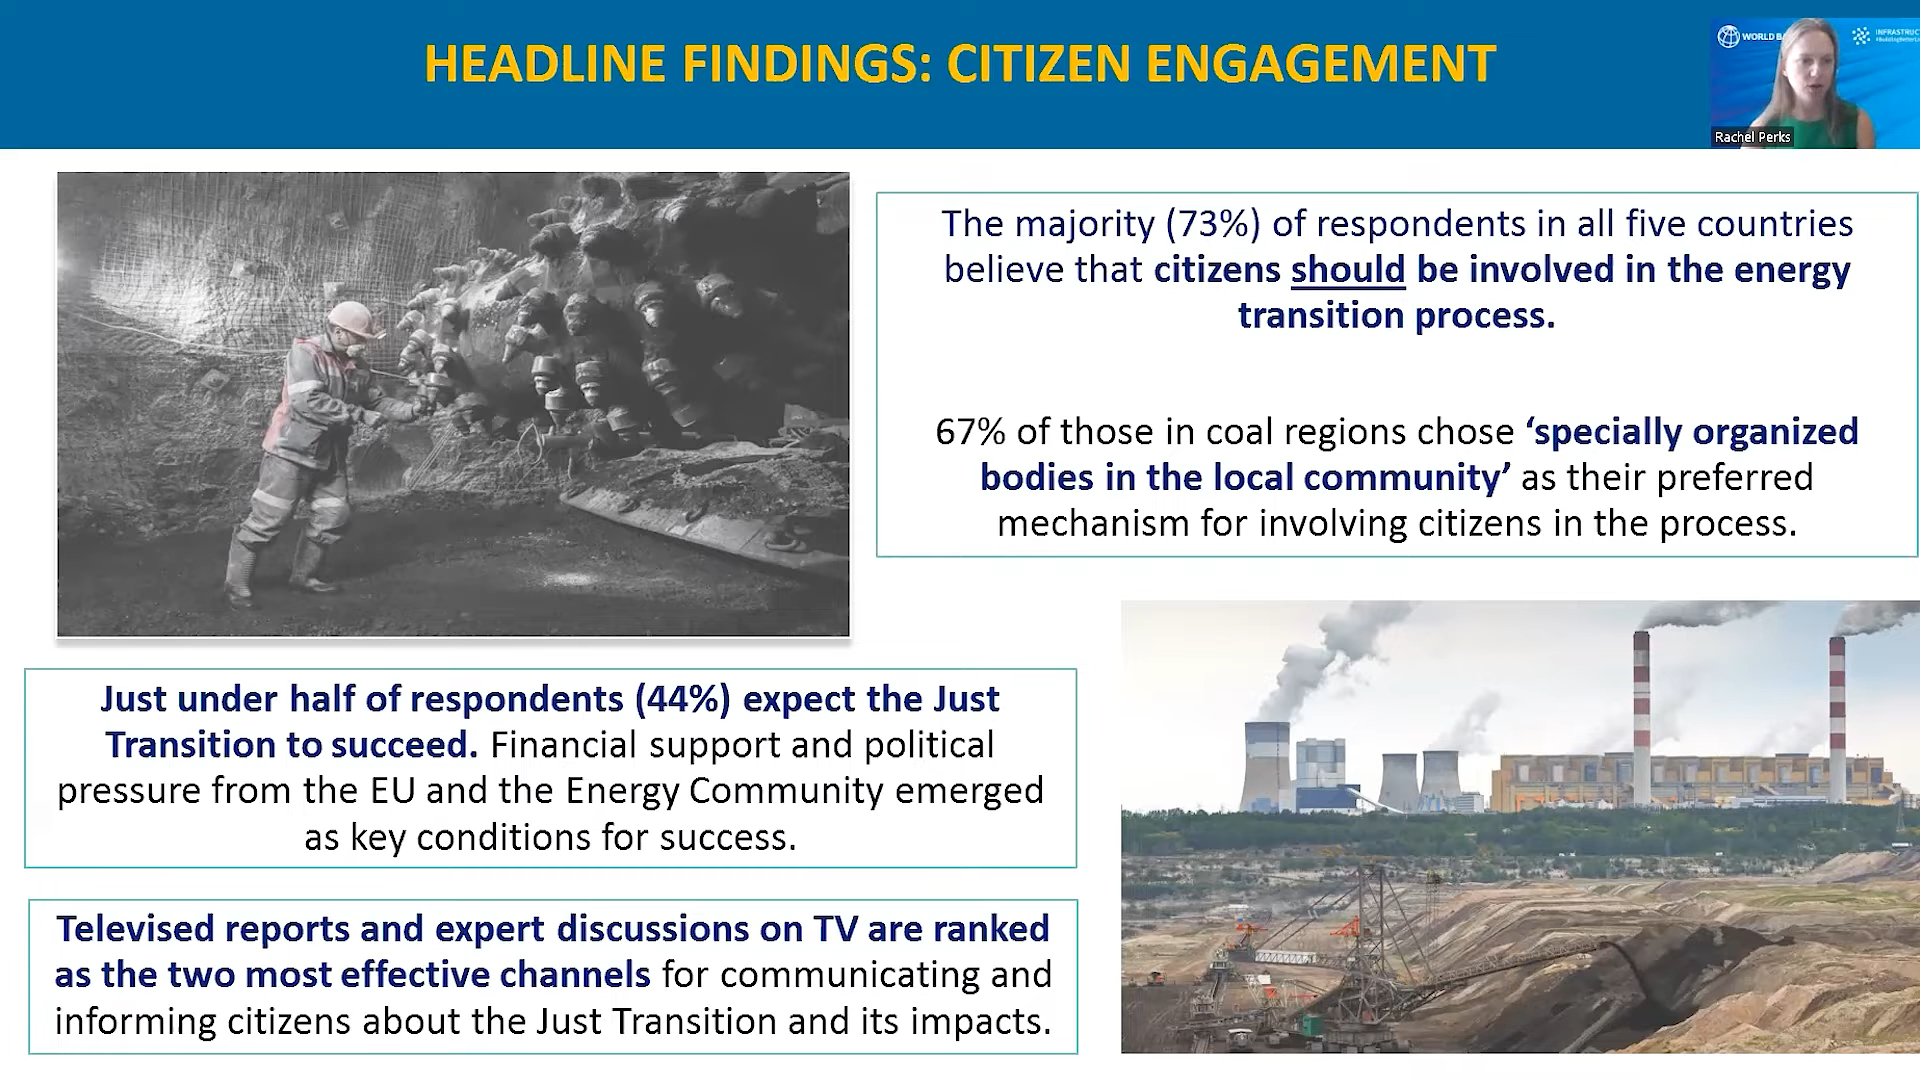 HEADLINE FINDINGS: CITIZEN ENGAGEMENT
WORLD
INFRASTRUCT
Rachel Perks
The majority (73%) of respondents in all five countries
believe that citizens should be involved in the energy
transition process.
67% of those in coal regions chose ‘specially organized
bodies in the local community’ as their preferred
mechanism for involving citizens in the process.
Just under half of respondents (44%) expect the Just
Transition to succeed. Financial support and political
pressure from the EU and the Energy Community emerged
as key conditions for success.
Televised reports and expert discussions on TV are ranked
as the two most effective channels for communicating and
informing citizens about the Just Transition and its impacts.